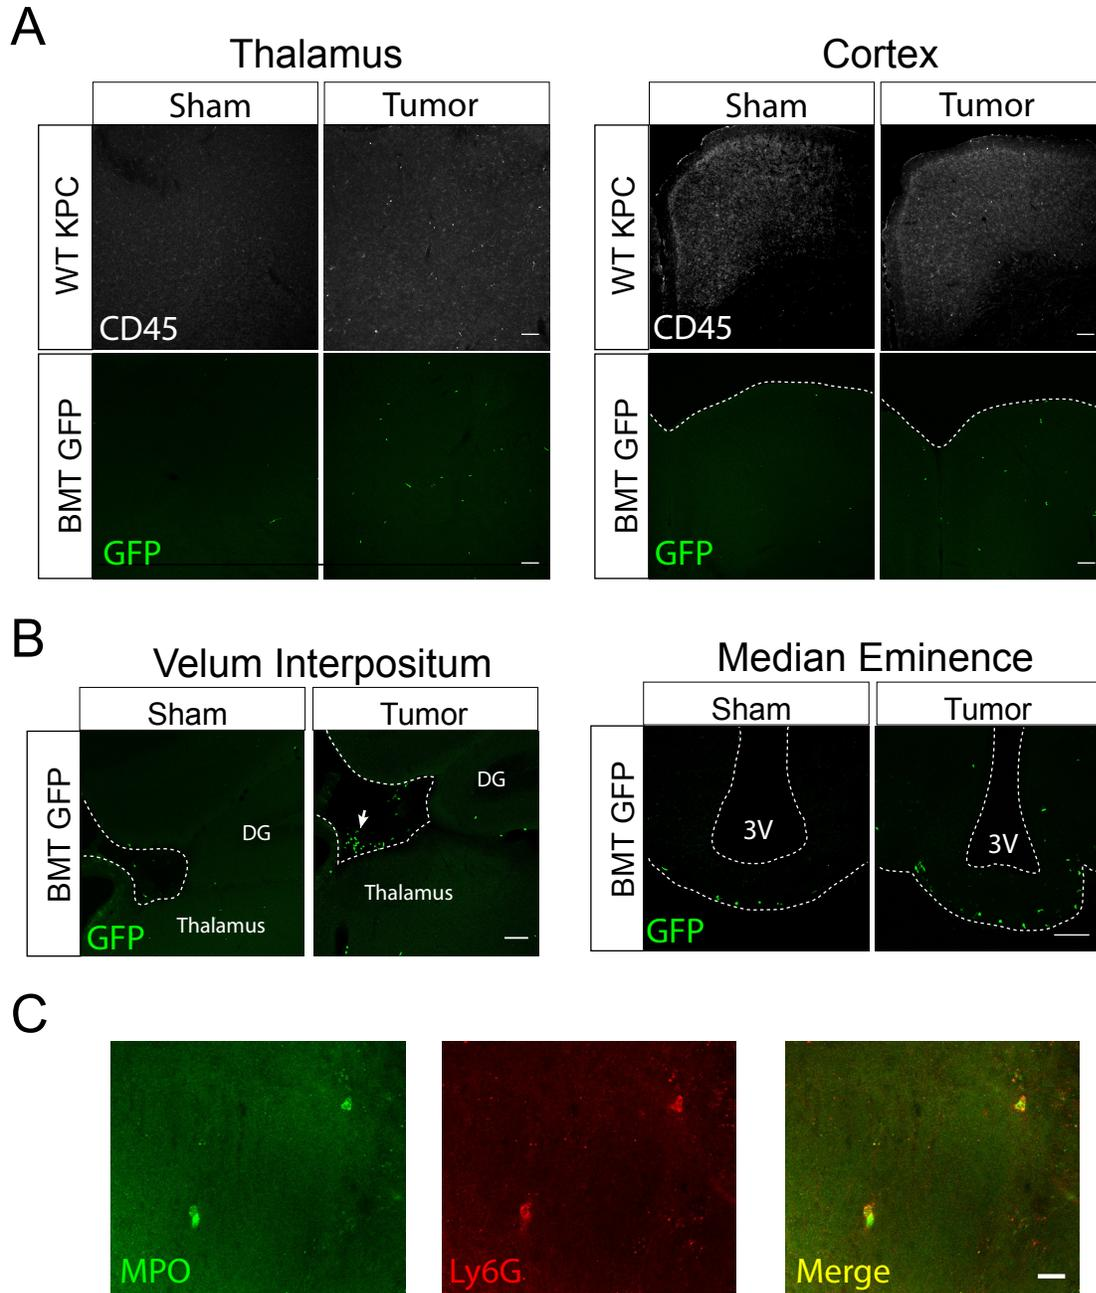 A
Thalamus
Cortex
Sham
Tumor
Sham
Tumor
WT KPC
CD45
WT KPC
CD45
BMT GFP
GFP
BMT GFP
GFP
B
Velum Interpositum
Median Eminence
Sham
Tumor
Sham
Tumor
BMT GFP
DG
Thalamus
GFP
DG
Thalamus
BMT GFP
3V
GFP
3V
C
MPO
Ly6G
Merge